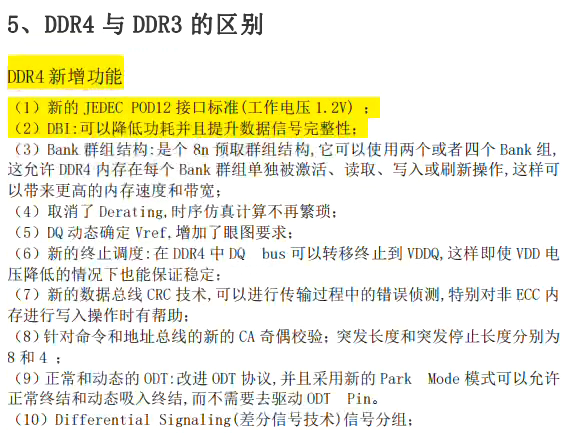 5、DDR4 与 DDR3 的区别
DDR4 新增功能
（1）新的 JEDEC POD12 接口标准(工作电压 1.2V) ；
（2）DBI:可以降低功耗并且提升数据信号完整性；
（3）Bank 群组结构:是个 8n 预取群组结构,它可以使用两个或者四个 Bank 组,
这允许 DDR4 内存在每个 Bank 群组单独被激活、读取、写入或刷新操作,这样可
以带来更高的内存速度和带宽；
（4）取消了 Derating,时序仿真计算不再繁琐；
（5）DQ 动态确定 Vref,增加了眼图要求；
（6）新的终止调度:在 DDR4 中 DQ bus 可以转移终止到 VDDQ,这样即使 VDD 电
压降低的情况下也能保证稳定；
（7）新的数据总线 CRC 技术,可以进行传输过程中的错误侦测,特别对非 ECC 内
存进行写入操作时有帮助；
（8）针对命令和地址总线的新的 CA 奇偶校验；突发长度和突发停止长度分别为
8 和 4 ；
（9）正常和动态的 ODT:改进 ODT 协议,并且采用新的 Park Mode 模式可以允许
正常终结和动态吸入终结,而不需要去驱动 ODT Pin。
（10）Differential Signaling(差分信号技术)信号分组；